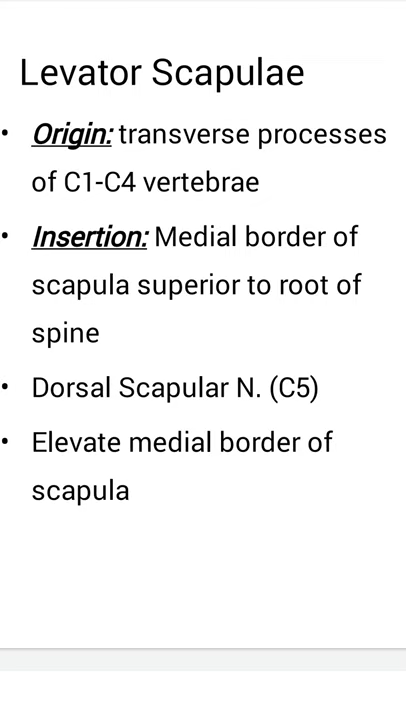 Levator Scapulae
• Origin: transverse processes
of C1-C4 vertebrae
• Insertion: Medial border of
scapula superior to root of
spine
• Dorsal Scapular N. (C5)
• Elevate medial border of
scapula